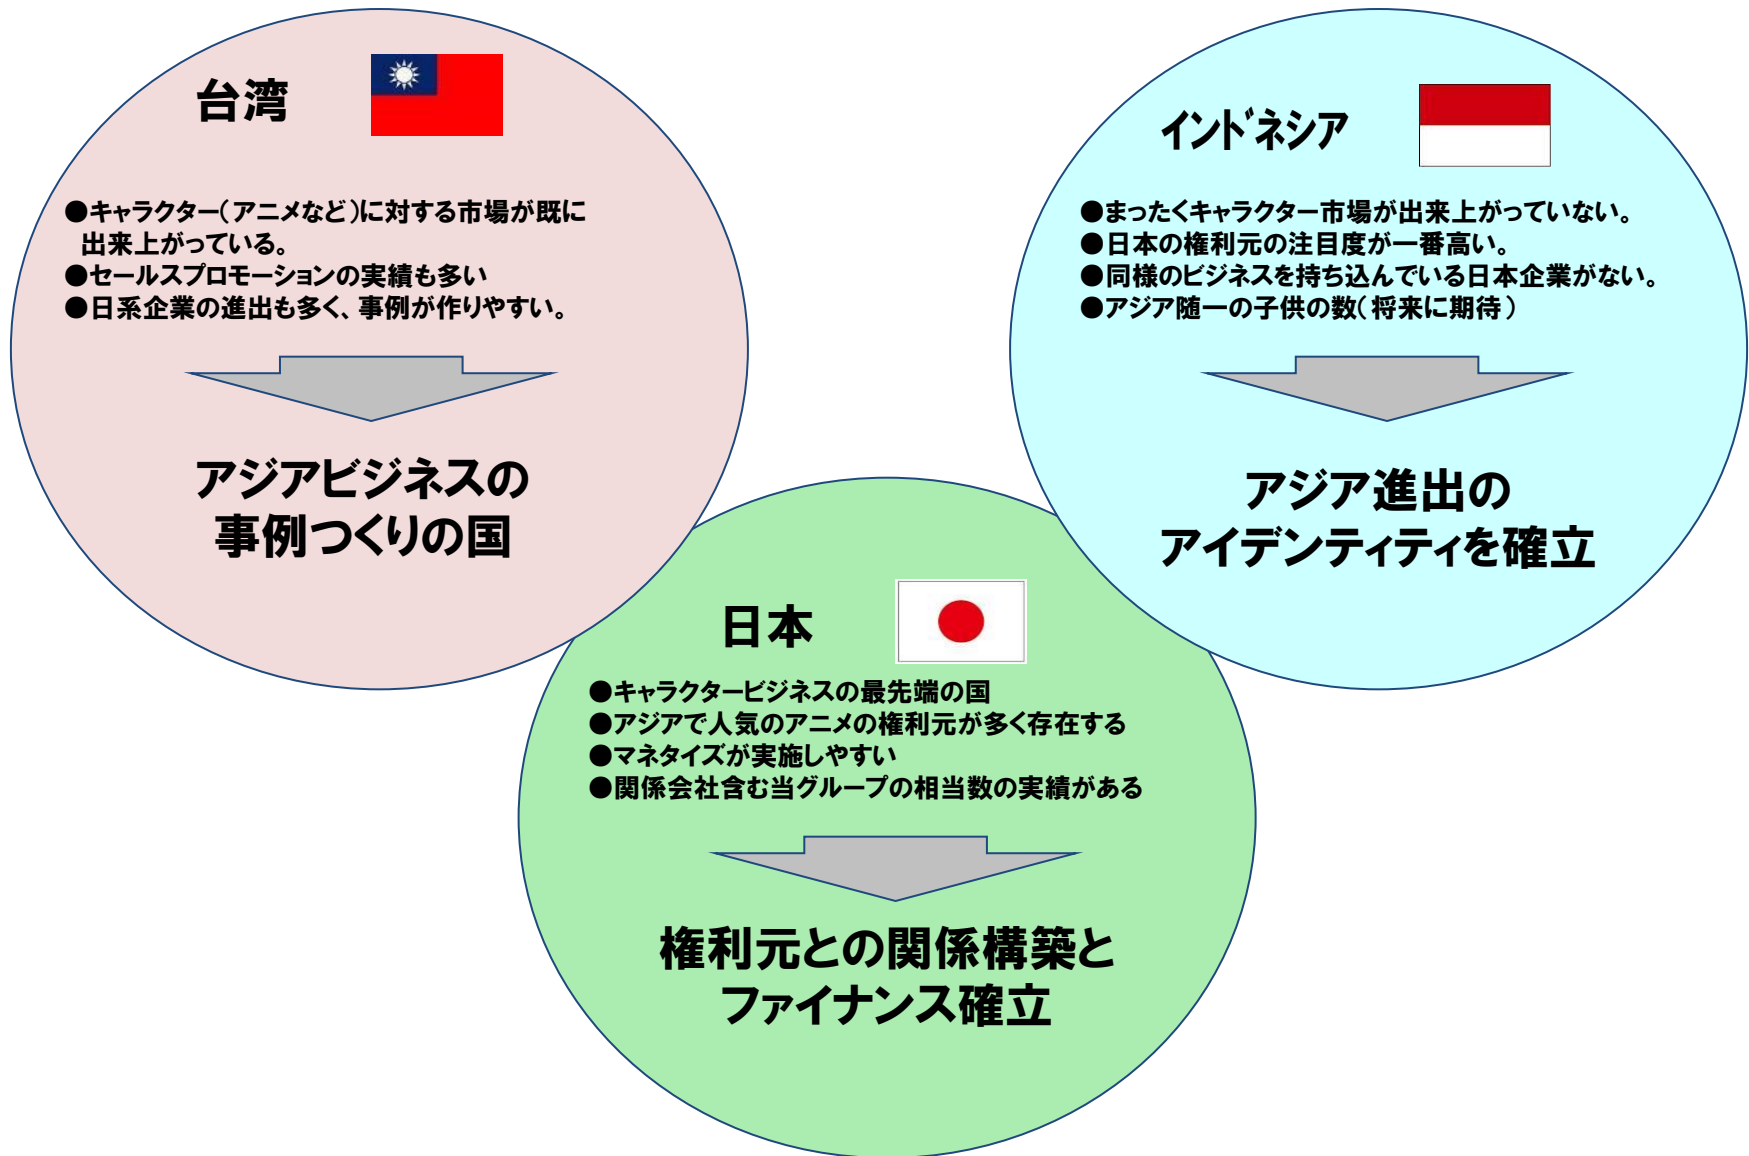 台湾
●キャラクター(アニメなど)に対する市場が既に
出来上がっている。
●セールスプロモーションの実績も多い
●日系企業の進出も多く、事例が作りやすい。
アジアビジネスの
事例つくりの国
インドネシア
●まったくキャラクター市場が出来上がっていない。
●日本の権利元の注目度が一番高い。
●同様のビジネスを持ち込んでいる日本企業がない。
●アジア随一の子供の数(将来に期待)
アジア進出の
アイデンティティを確立
日本
●キャラクタービジネスの最先端の国
●アジアで人気のアニメの権利元が多く存在する
●マネタイズが実施しやすい
●関係会社含む当グループの相当数の実績がある
権利元との関係構築と
ファイナンス確立